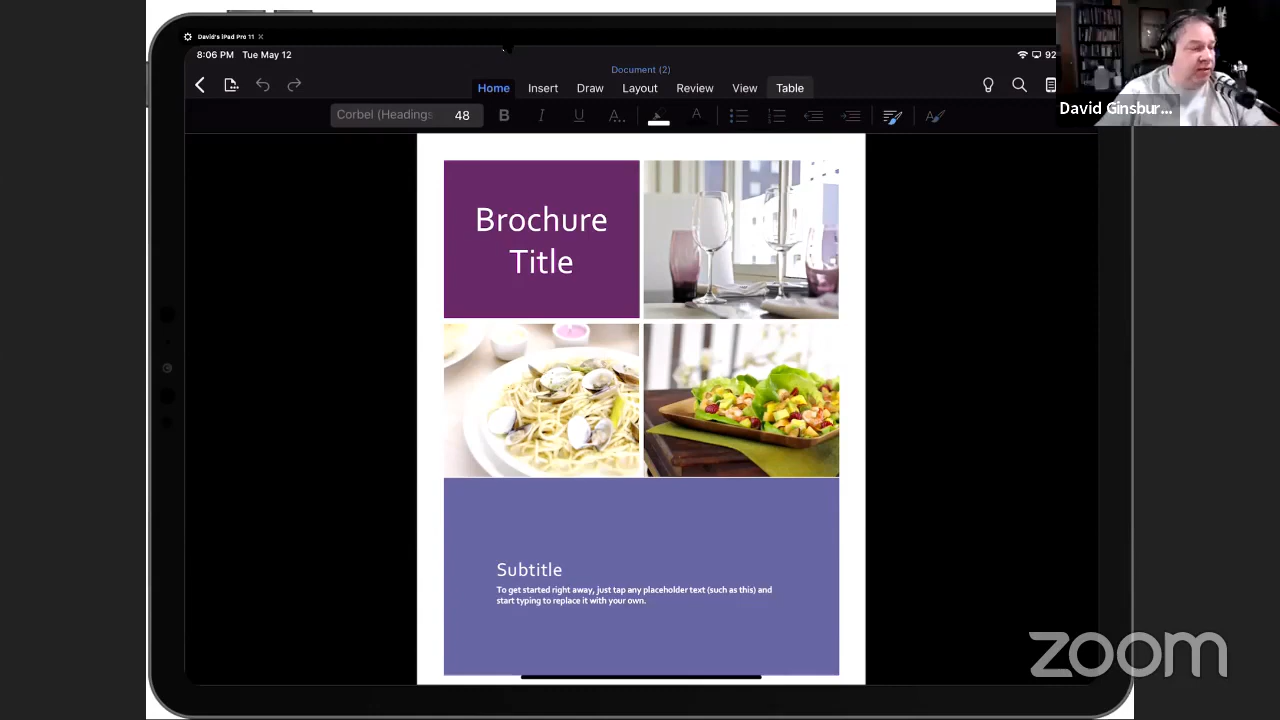 David's iPad Pro 11
8:06 PM Tue May 12
92
Document (2)
Home Insert Draw Layout Review View Table
Corbel (Headings 48 B I U A... A
David Ginsbur...
Brochure
Title
Subtitle
To get started right away, just tap any placeholder text (such as this) and
start typing to replace it with your own.
zoom